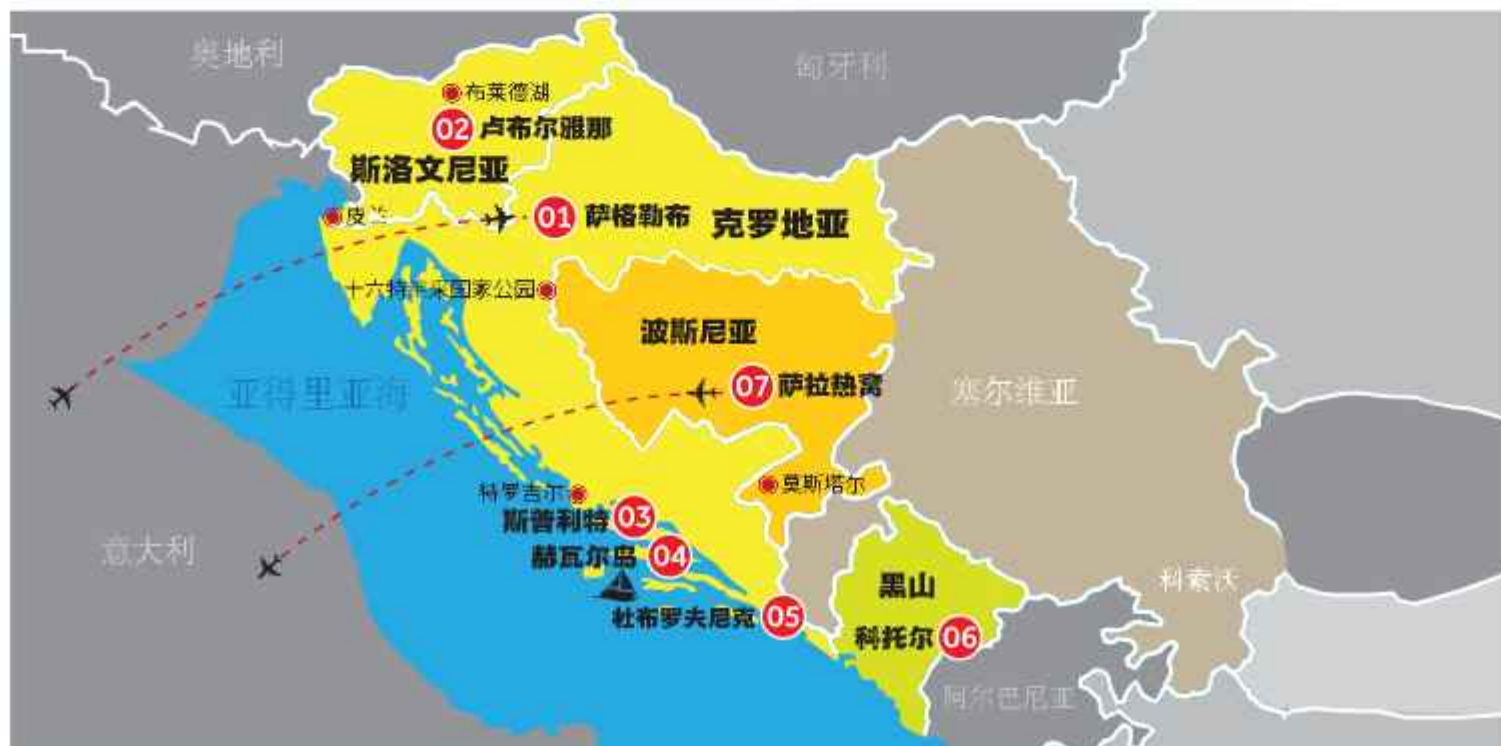 奥地利
匈牙利
布莱德湖
02 卢布尔雅那
斯洛文尼亚
皮兰
01 萨格勒布
克罗地亚
十六特 采国家公园
波斯尼亚
亚得里亚海
07 萨拉热窝
塞尔维亚
莫斯塔尔
特罗吉尔
斯普利特 03
意大利
赫瓦尔岛 04
黑山
科索沃
杜布罗夫尼克 05
科托尔 06
阿尔巴尼亚